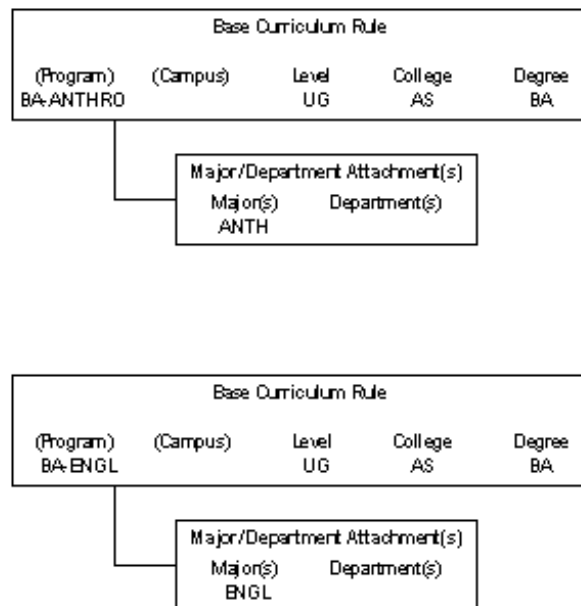 Base Curriculum Rule
(Program) (Campus) Level College Degree
BA-ANTHRO UG AS BA
Major/Department Attachment(s)
Major(s) Department(s)
ANTH
Base Curriculum Rule
(Program) (Campus) Level College Degree
BA-ENGL UG AS BA
Major/Department Attachment(s)
Major(s) Department(s)
ENGL